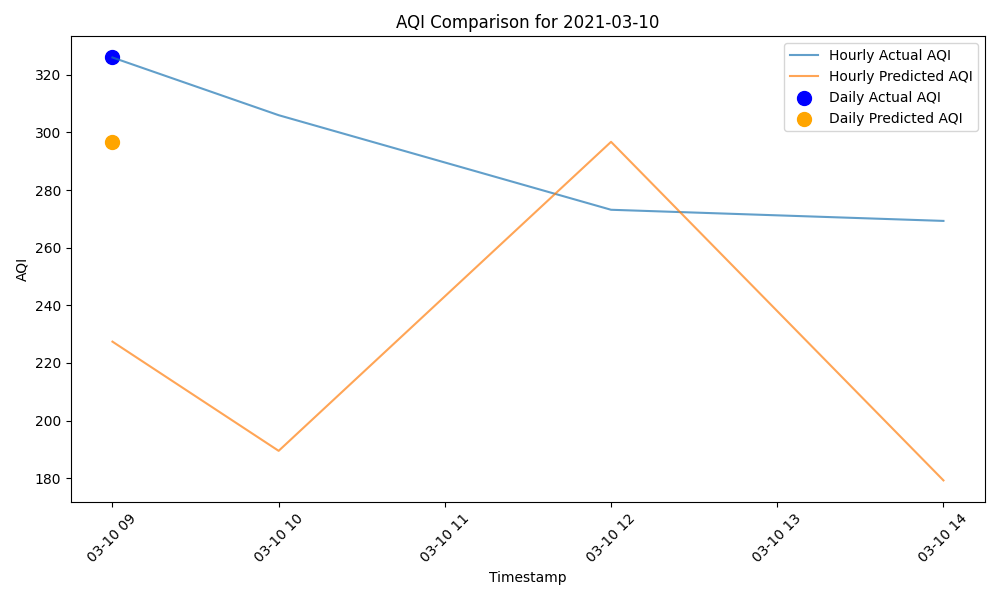 AQI Comparison for 2021-03-10
Hourly Actual AQI
Hourly Predicted AQI
Daily Actual AQI
Daily Predicted AQI
AQI
320
300
280
260
240
220
200
180
03-10 09
03-10 10
03-10 11
03-10 12
03-10 13
03-10 14
Timestamp